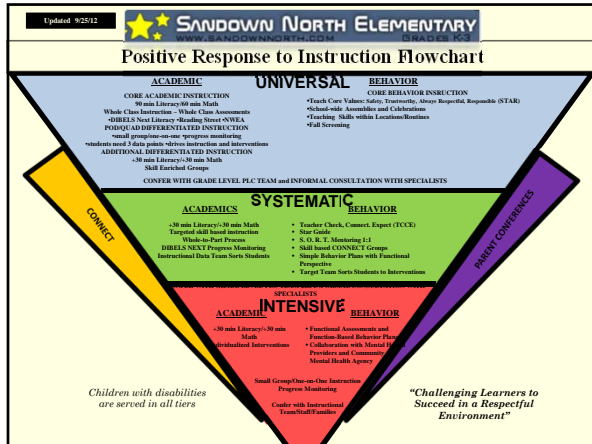 Updated 9/25/12
SANDOWN NORTH ELEMENTARY
WWW.SANDOWNNORTH.COM GRADES K-3
Positive Response to Instruction Flowchart
UNIVERSAL
ACADEMIC
CORE ACADEMIC INSTRUCTION
90 min Literacy/60 min Math
Whole Class Instruction – Whole Class Assessments
•DIBELS Next Literacy •Reading Street •NWEA
POD/QUAD DIFFERENTIATED INSTRUCTION
•small group/one-on-one •progress monitoring
•students need 3 data points •drives instruction and interventions
ADDITIONAL DIFFERENTIATED INSTRUCTION
+30 min Literacy/+30 min Math
Skill Enriched Groups
BEHAVIOR
CORE BEHAVIOR INSRUCTION
•Teach Core Values: Safety, Trustworthy, Always Respectful, Responsible (STAR)
•School-wide Assemblies and Celebrations
•Teaching Skills within Locations/Routines
•Fall Screening
CONFER WITH GRADE LEVEL PLC TEAM and INFORMAL CONSULTATION WITH SPECIALISTS
CONNECT
PARENT CONFERENCES
SYSTEMATIC
ACADEMICS
+30 min Literacy/+30 min Math
Targeted skill based instruction
Whole-to-Part Process
DIBELS NEXT Progress Monitoring
Instructional Data Team Sorts Students
BEHAVIOR
• Teacher Check, Connect. Expect (TCCE)
• Star Guide
• S. O. R. T. Mentoring 1:1
• Skill based CONNECT Groups
• Simple Behavior Plans with Functional
Perspective
• Target Team Sorts Students to Interventions
SPECIALISTS
INTENSIVE
ACADEMIC
+30 min Literacy/+30 min
Math
Individualized Interventions
BEHAVIOR
• Functional Assessments and
Function-Based Behavior Plans
• Collaboration with Mental Health
Providers and Community
Mental Health Agency
Small Group/One-on-One Instruction
Progress Monitoring
Confer with Instructional
Team/Staff/Families
Children with disabilities
are served in all tiers
“Challenging Learners to
Succeed in a Respectful
Environment”